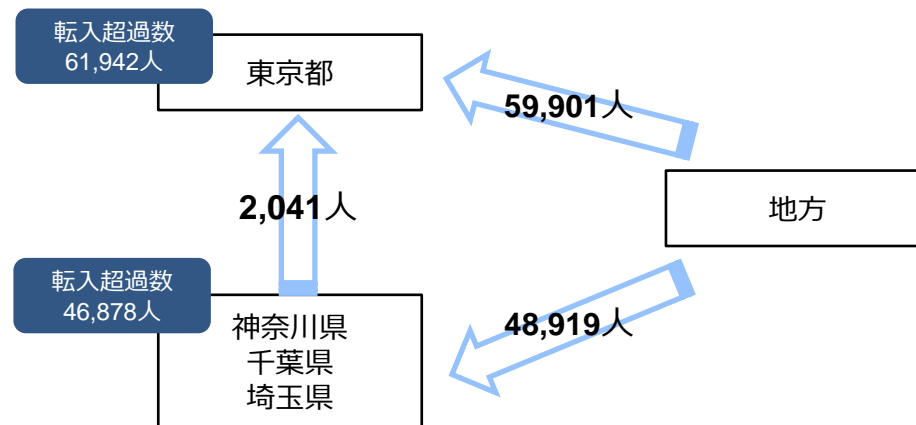 転入超過数
61,942人
東京都
59,901人
2,041人
地方
転入超過数
46,878人
48,919人
神奈川県
千葉県
埼玉県